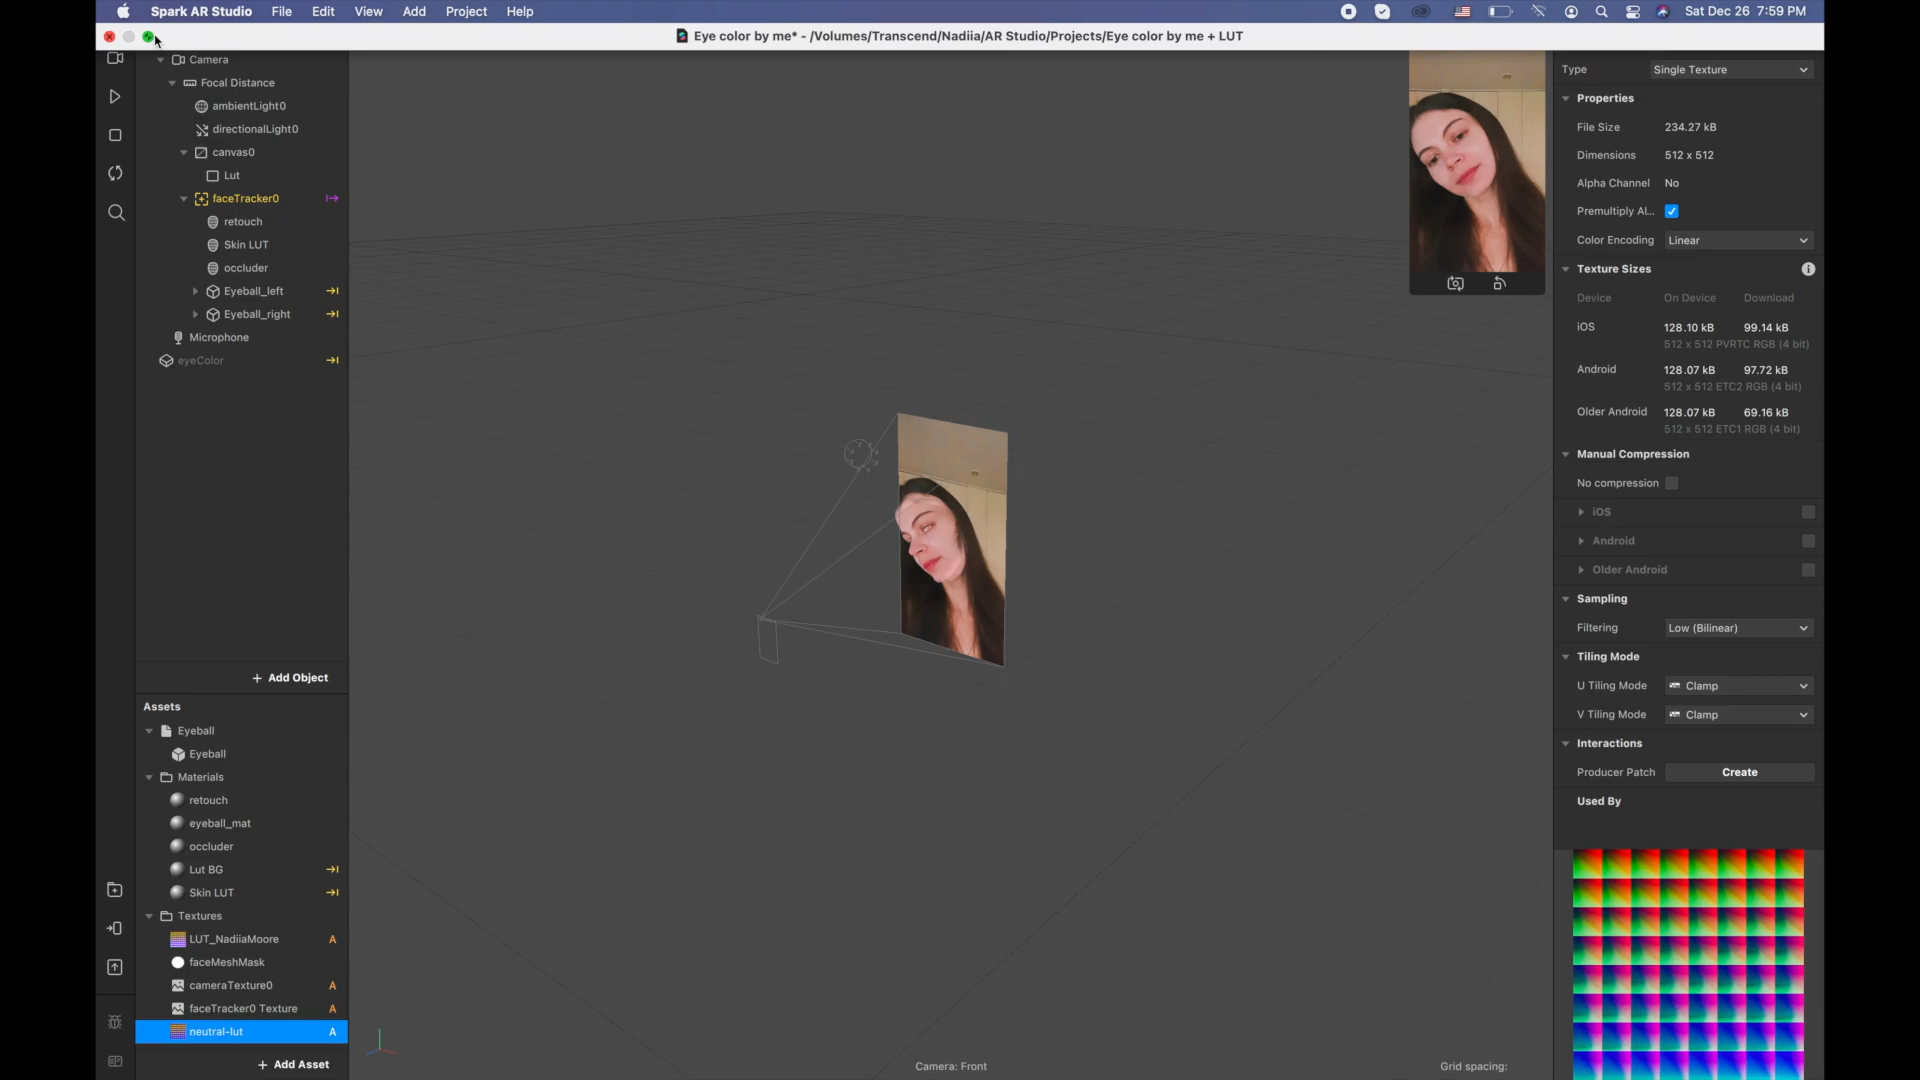 Spark AR Studio File Edit View Add Project Help Sat Dec 26 7:59 PM
Eye color by me* - /Volumes/Transcend/Nadiia/AR Studio/Projects/Eye color by me + LUT
Camera
Focal Distance
ambientLight0
directionalLight0
canvas0
Lut
faceTracker0
retouch
Skin LUT
occluder
Eyeball_left
Eyeball_right
Microphone
eyeColor
+ Add Object
Assets
Eyeball
Eyeball
Materials
retouch
eyeball_mat
occluder
Lut BG
Skin LUT
Textures
LUT_NadiiaMoore A
faceMeshMask
cameraTexture0 A
faceTracker0 Texture A
neutral-lut A
+ Add Asset
Camera: Front
Grid spacing:
Type Single Texture
Properties
File Size 234.27 kB
Dimensions 512 x 512
Alpha Channel No
Premultiply Al...
Color Encoding Linear
Texture Sizes
Device On Device Download
iOS 128.10 kB 99.14 kB
512 x 512 PVRTC RGB (4 bit)
Android 128.07 kB 97.72 kB
512 x 512 ETC2 RGB (4 bit)
Older Android 128.07 kB 69.16 kB
512 x 512 ETC1 RGB (4 bit)
Manual Compression
No compression
iOS
Android
Older Android
Sampling
Filtering Low (Bilinear)
Tiling Mode
U Tiling Mode Clamp
V Tiling Mode Clamp
Interactions
Producer Patch Create
Used By